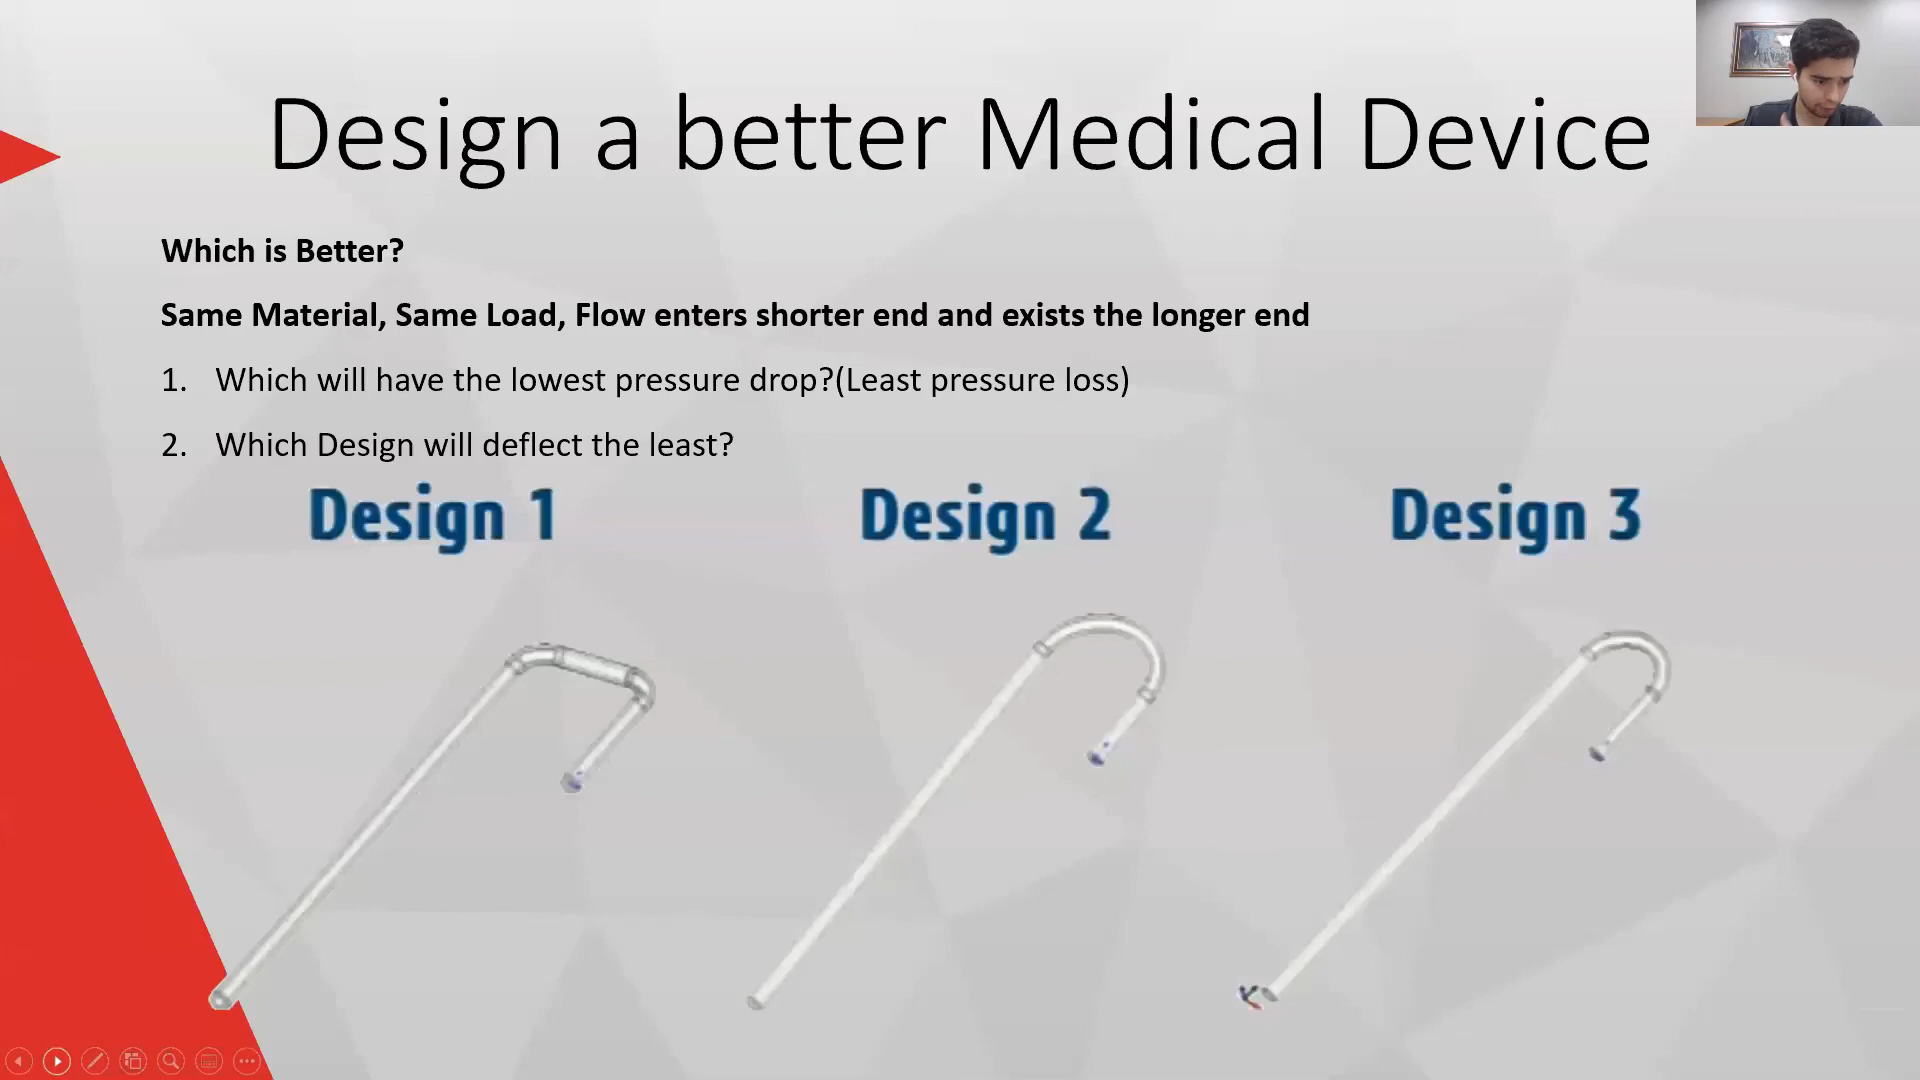 Design a better Medical Device
Which is Better?
Same Material, Same Load, Flow enters shorter end and exists the longer end
1. Which will have the lowest pressure drop?(Least pressure loss)
2. Which Design will deflect the least?
Design 1
Design 2
Design 3